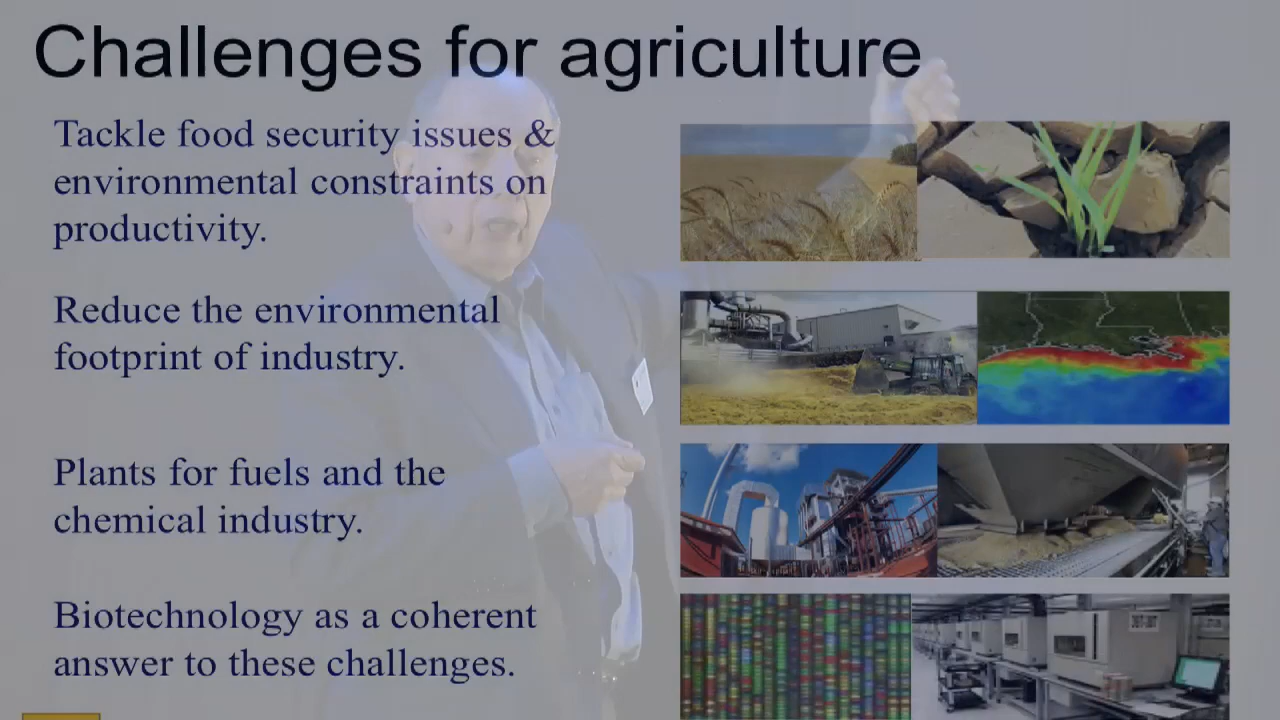 Challenges for agriculture
Tackle food security issues &
environmental constraints on
productivity.
Reduce the environmental
footprint of industry.
Plants for fuels and the
chemical industry.
Biotechnology as a coherent
answer to these challenges.